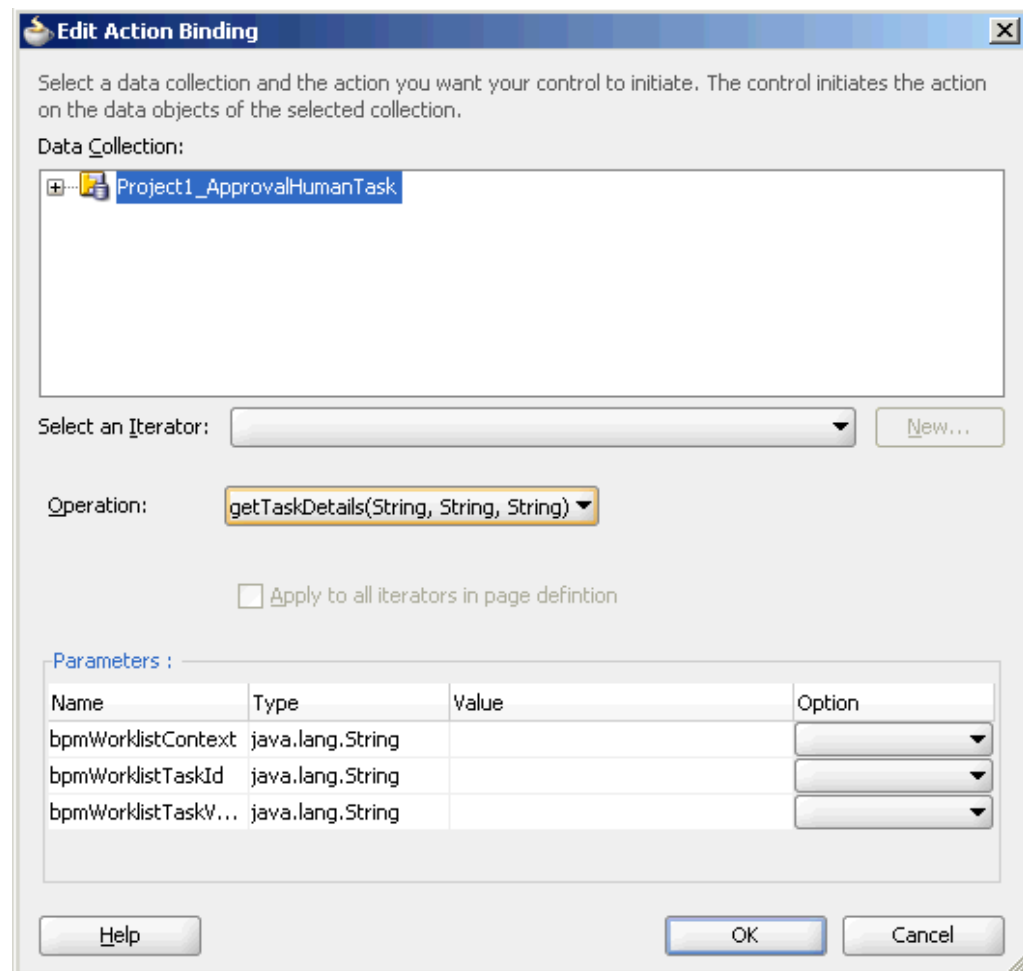 Edit Action Binding
Select a data collection and the action you want your control to initiate. The control initiates the action
on the data objects of the selected collection.
Data Collection:
Project1_ApprovalHumanTask
Select an Iterator:
New...
Operation:
getTaskDetails(String, String, String)
Apply to all iterators in page defintion
Parameters :
Name Type Value Option
bpmWorklistContext java.lang.String
bpmWorklistTaskId java.lang.String
bpmWorklistTaskV... java.lang.String
Help OK Cancel